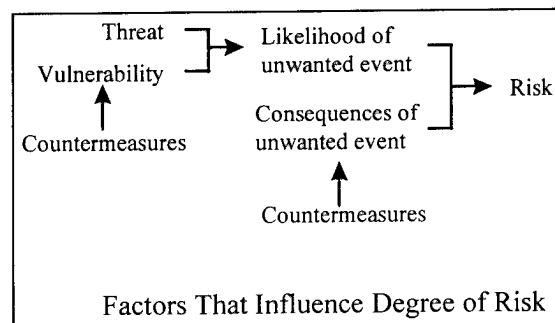 Threat
Vulnerability
Countermeasures
Likelihood of
unwanted event
Consequences of
unwanted event
Countermeasures
Risk
Factors That Influence Degree of Risk